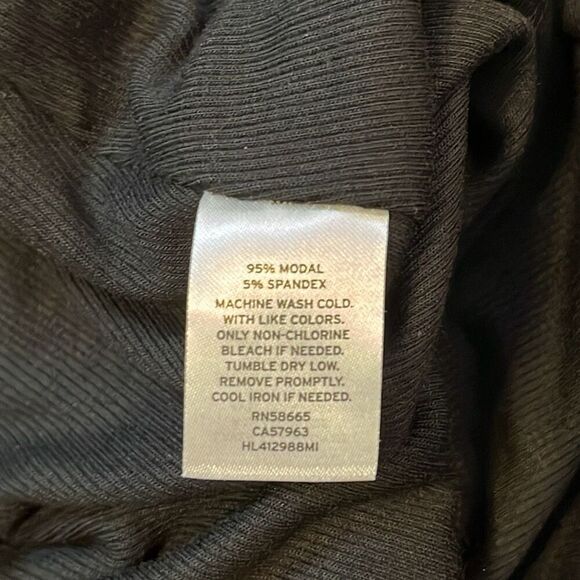 95% MODAL
5% SPANDEX
MACHINE WASH COLD.
WITH LIKE COLORS.
ONLY NON-CHLORINE
BLEACH IF NEEDED.
TUMBLE DRY LOW.
REMOVE PROMPTLY.
COOL IRON IF NEEDED.
RN58665
CA57963
HL412988MI